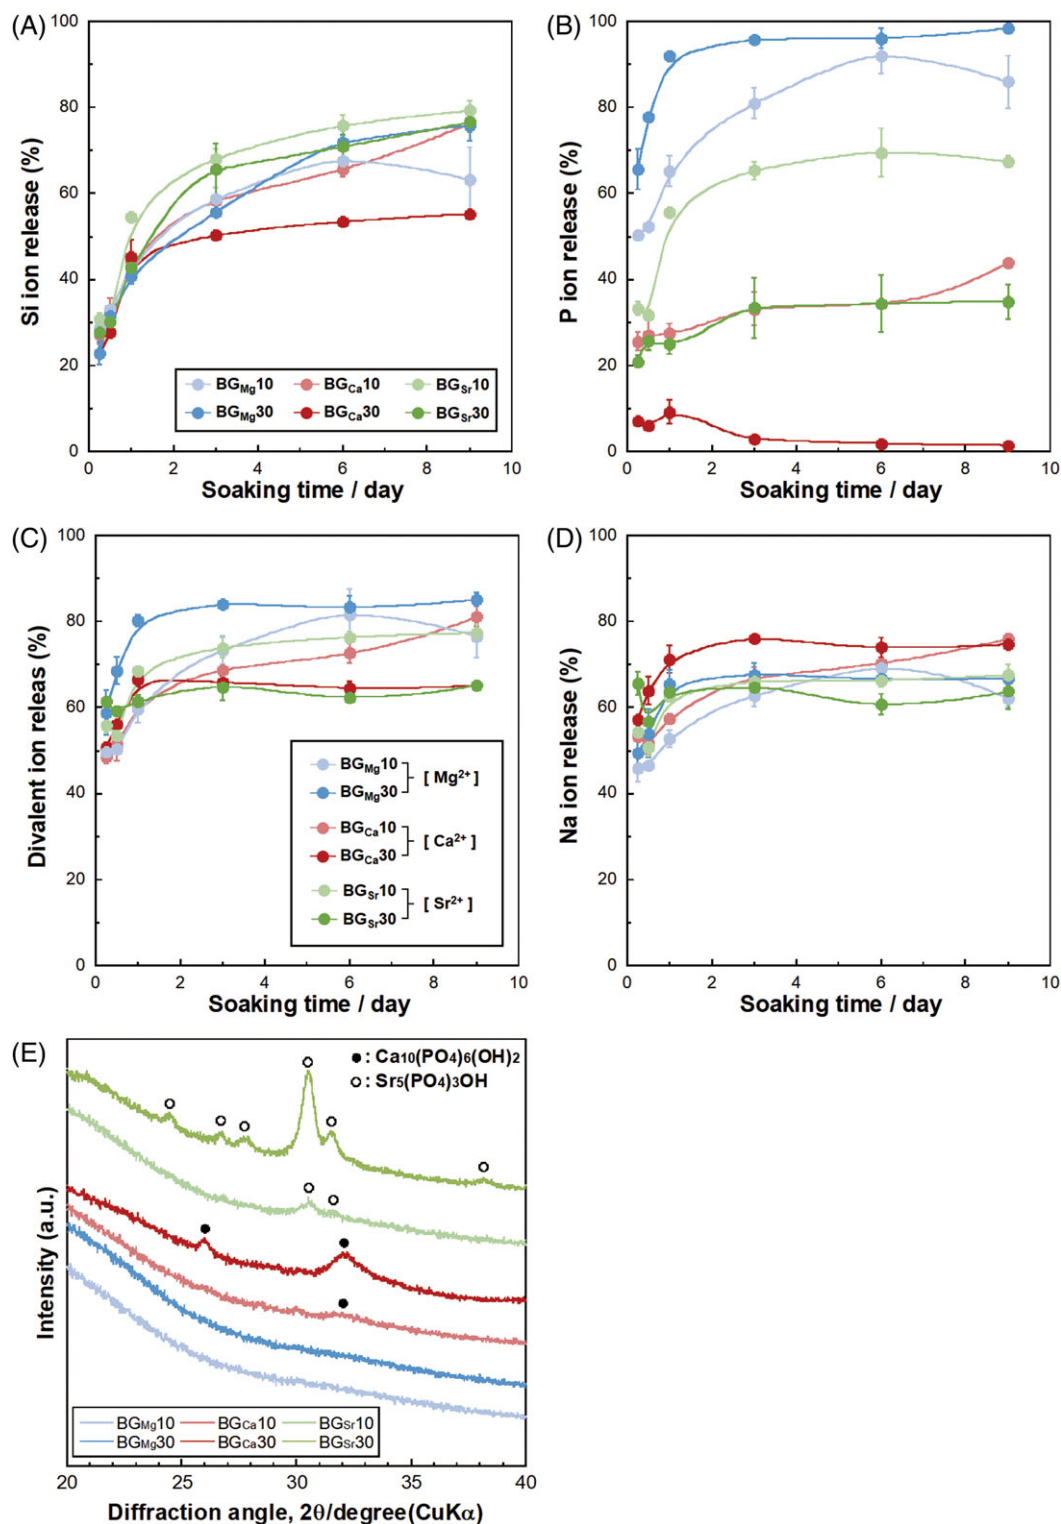 (A)
100
80
60
40
20
0
Si ion release (%)
BGMg10 BGCa10 BGSr10
BGMg30 BGCa30 BGSr30
0 2 4 6 8 10
Soaking time / day
(B)
100
80
60
40
20
0
P ion release (%)
0 2 4 6 8 10
Soaking time / day
(C)
100
80
60
40
20
0
Divalent ion releas (%)
BGMg10
BGMg30
[ Mg2+ ]
BGCa10
BGCa30
[ Ca2+ ]
BGSr10
BGSr30
[ Sr2+ ]
0 2 4 6 8 10
Soaking time / day
(D)
100
80
60
40
20
0
Na ion release (%)
0 2 4 6 8 10
Soaking time / day
(E)
: Ca10(PO4)6(OH)2
: Sr5(PO4)3OH
Intensity (a.u.)
BGMg10 BGCa10 BGSr10
BGMg30 BGCa30 BGSr30
20 25 30 35 40
Diffraction angle, 2θ/degree(CuKα)